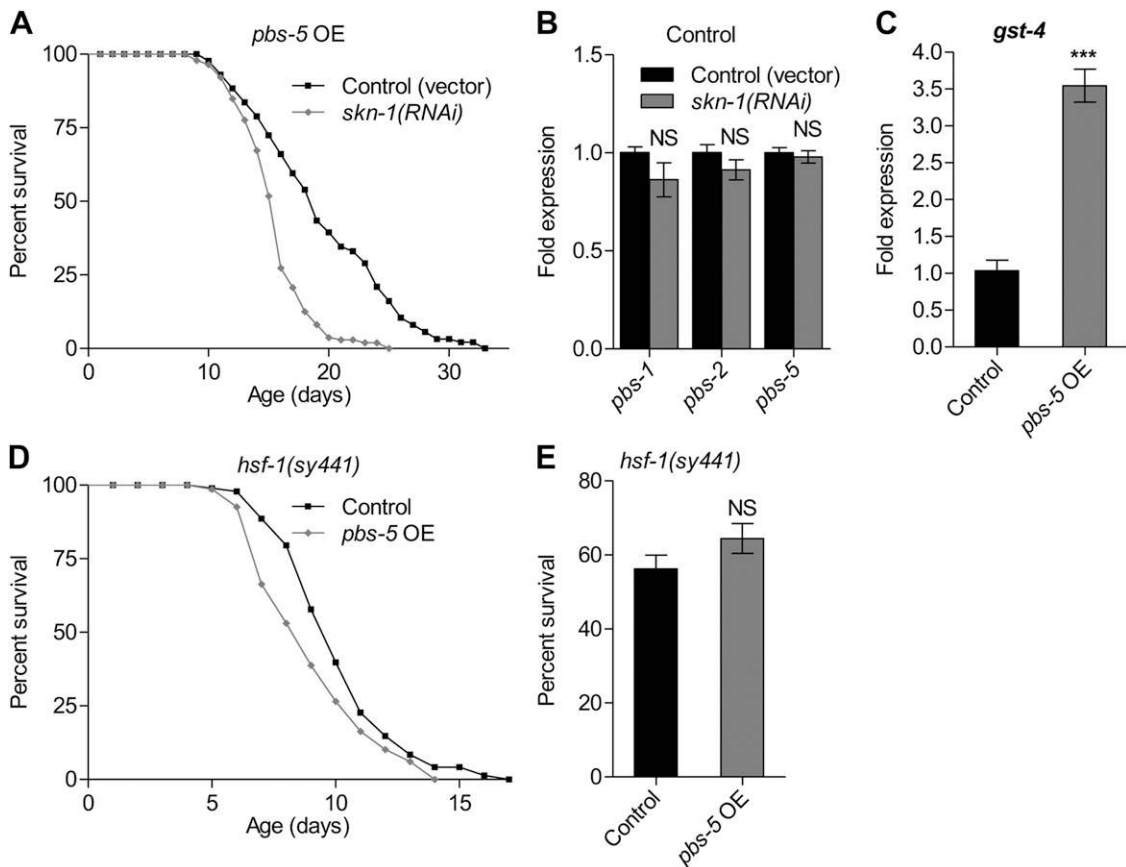 A
pbs-5 OE
Percent survival
100
75
50
25
0
Control (vector)
skn-1(RNAi)
0 10 20 30
Age (days)
B
Control
Control (vector)
skn-1(RNAi)
Fold expression
1.5
1.0
0.5
0.0
NS NS NS
pbs-1 pbs-2 pbs-5
C
gst-4
***
Fold expression
4.0
3.5
3.0
2.5
2.0
1.5
1.0
0.5
0.0
Control pbs-5 OE
D
hsf-1(sy441)
Percent survival
100
75
50
25
0
Control
pbs-5 OE
0 5 10 15
Age (days)
E
hsf-1(sy441)
Percent survival
80
60
40
20
0
NS
Control pbs-5 OE